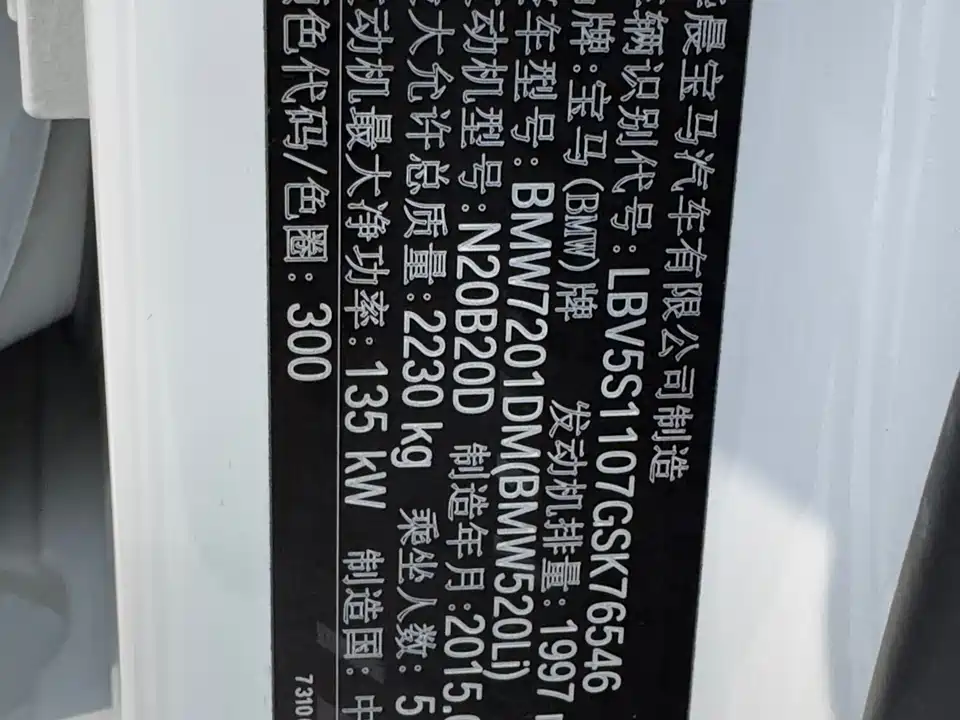 晨宝马汽车有限公司制造
辆识别代号: LBV5S1107GSK76546
牌: 宝马(BMW)牌 发动机排量: 1997
车型号: BMW7201DM(BMW520Li)
动机型号: N20B20D 制造年月: 2015.
大允许总质量: 2230 kg 乘坐人数: 5
动机最大净功率: 135 kW 制造国: 中
色代码/色圈: 300
7310